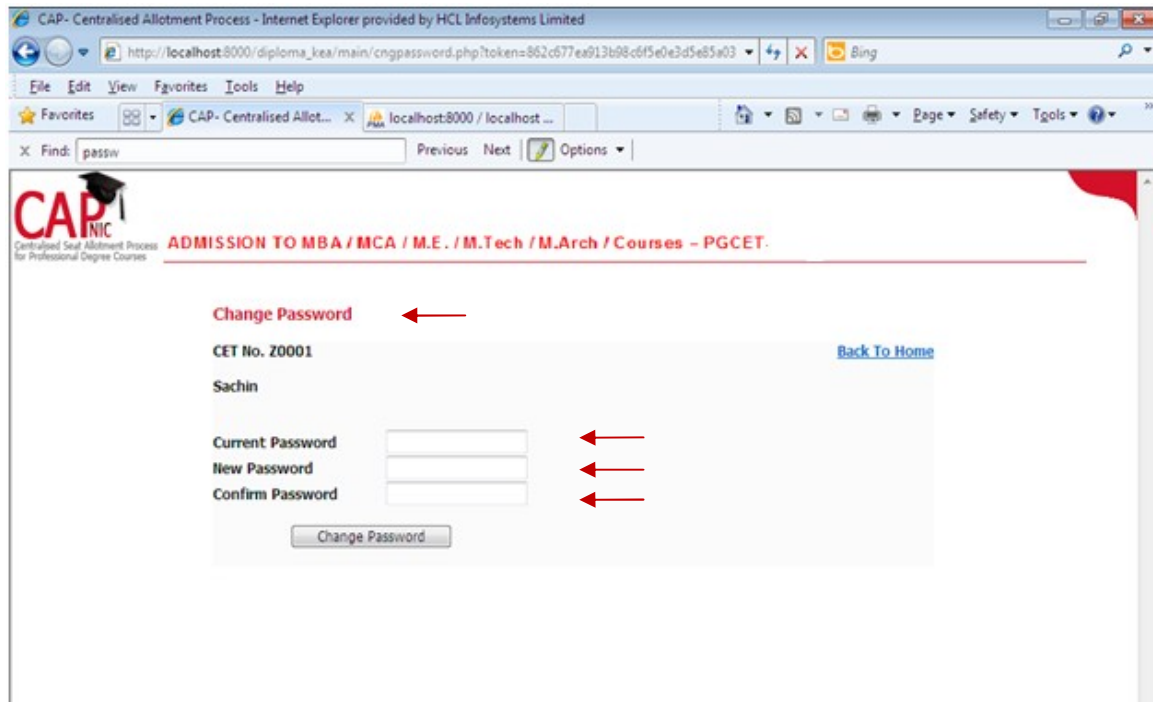 CAP- Centralised Allotment Process - Internet Explorer provided by HCL Infosystems Limited
http://localhost:8000/diploma_kea/main/cngpassword.php?token=862c677ea913b98c6f5e0e3d5e85a03
Bing
File Edit View Favorites Tools Help
Favorites CAP- Centralised Allot... X localhost:8000 / localhost ... Page Safety Tools
X Find: passw Previous Next Options
CAP
NIC
Centralised Seat Allotment Process
for Professional Degree Courses
ADMISSION TO MBA / MCA / M.E. / M.Tech / M.Arch / Courses – PGCET-
Change Password
CET No. Z0001 Back To Home
Sachin
Current Password
New Password
Confirm Password
Change Password